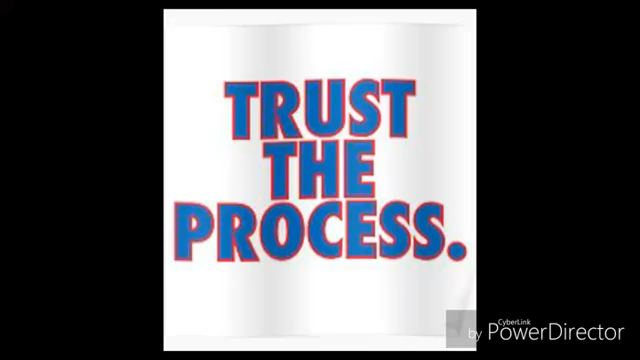 TRUST
THE
PROCESS.
CyberLink
by PowerDirector